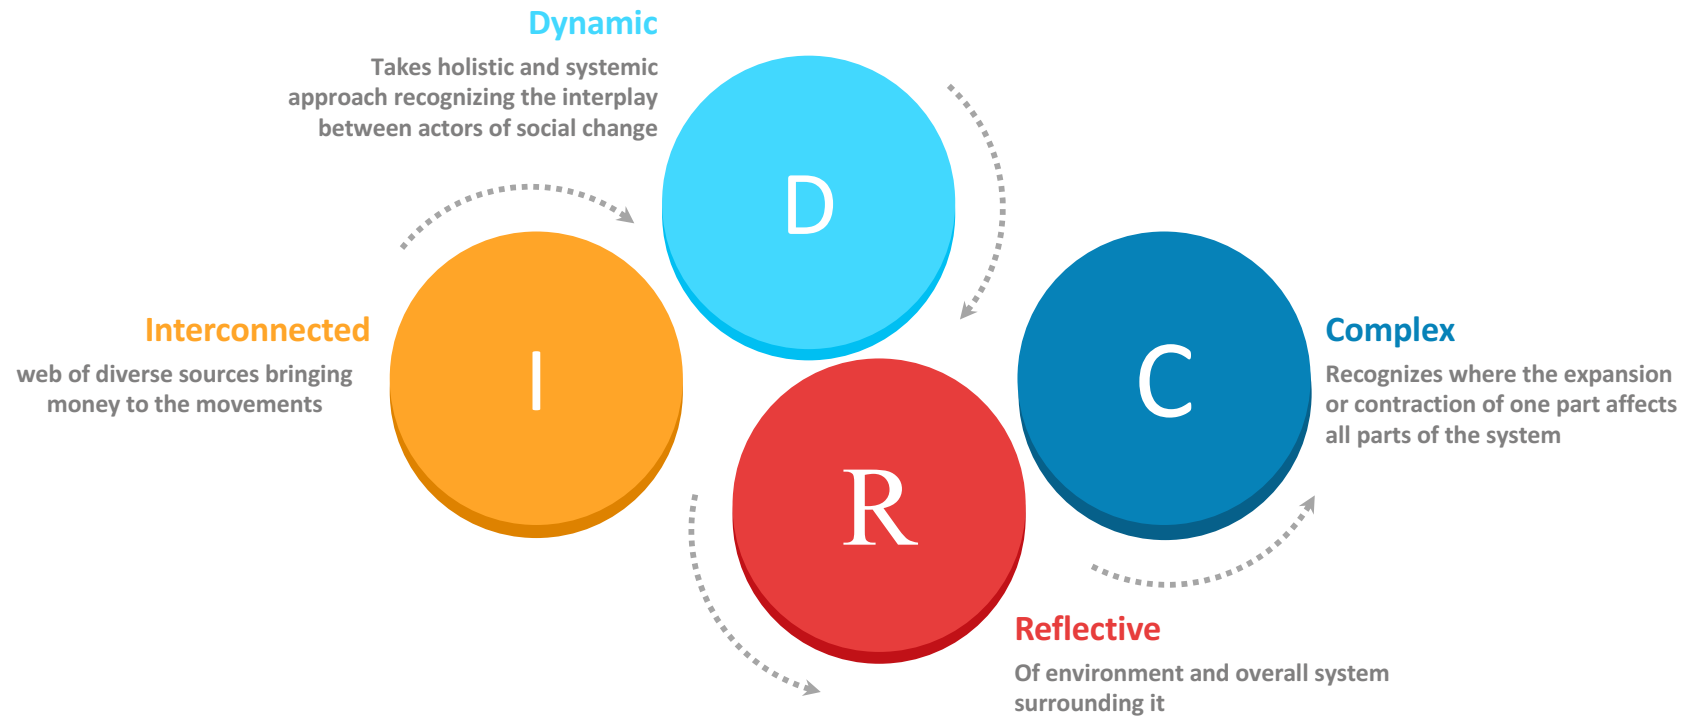 Dynamic
Takes holistic and systemic
approach recognizing the interplay
between actors of social change
D
Interconnected
web of diverse sources bringing
money to the movements
I
C
Complex
Recognizes where the expansion
or contraction of one part affects
all parts of the system
R
Reflective
Of environment and overall system
surrounding it